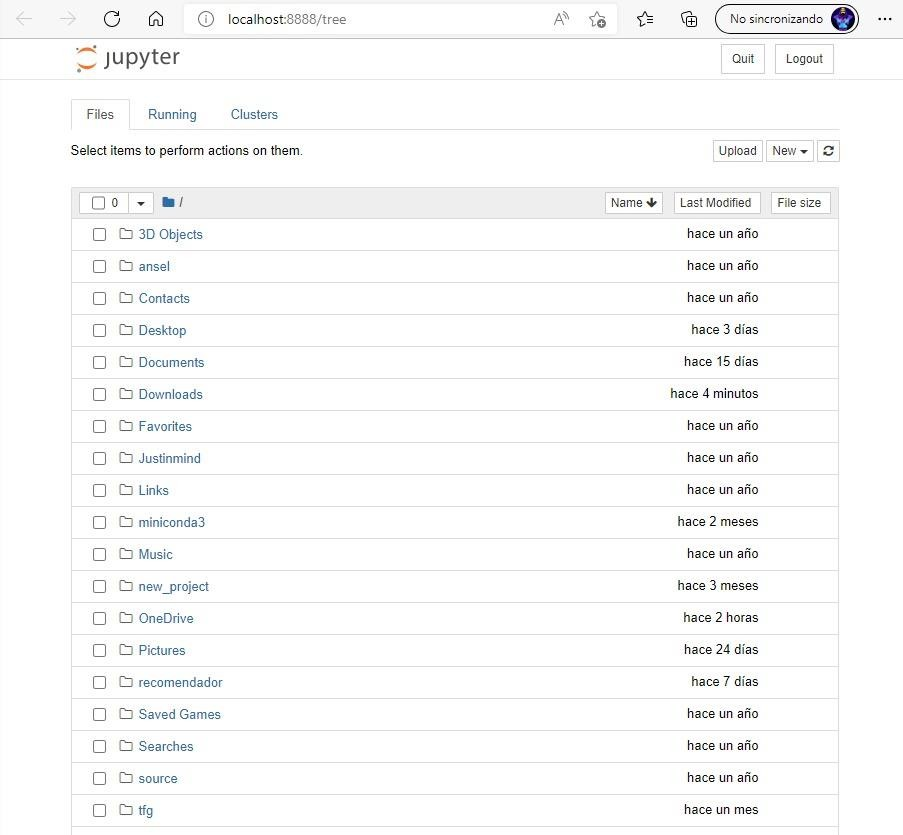 localhost:8888/tree
No sincronizando
jupyter
Quit
Logout
Files
Running
Clusters
Select items to perform actions on them.
Upload
New
0
/
Name
Last Modified
File size
3D Objects hace un año
ansel hace un año
Contacts hace un año
Desktop hace 3 días
Documents hace 15 días
Downloads hace 4 minutos
Favorites hace un año
Justinmind hace un año
Links hace un año
miniconda3 hace 2 meses
Music hace un año
new_project hace 3 meses
OneDrive hace 2 horas
Pictures hace 24 días
recomendador hace 7 días
Saved Games hace un año
Searches hace un año
source hace un año
tfg hace un mes